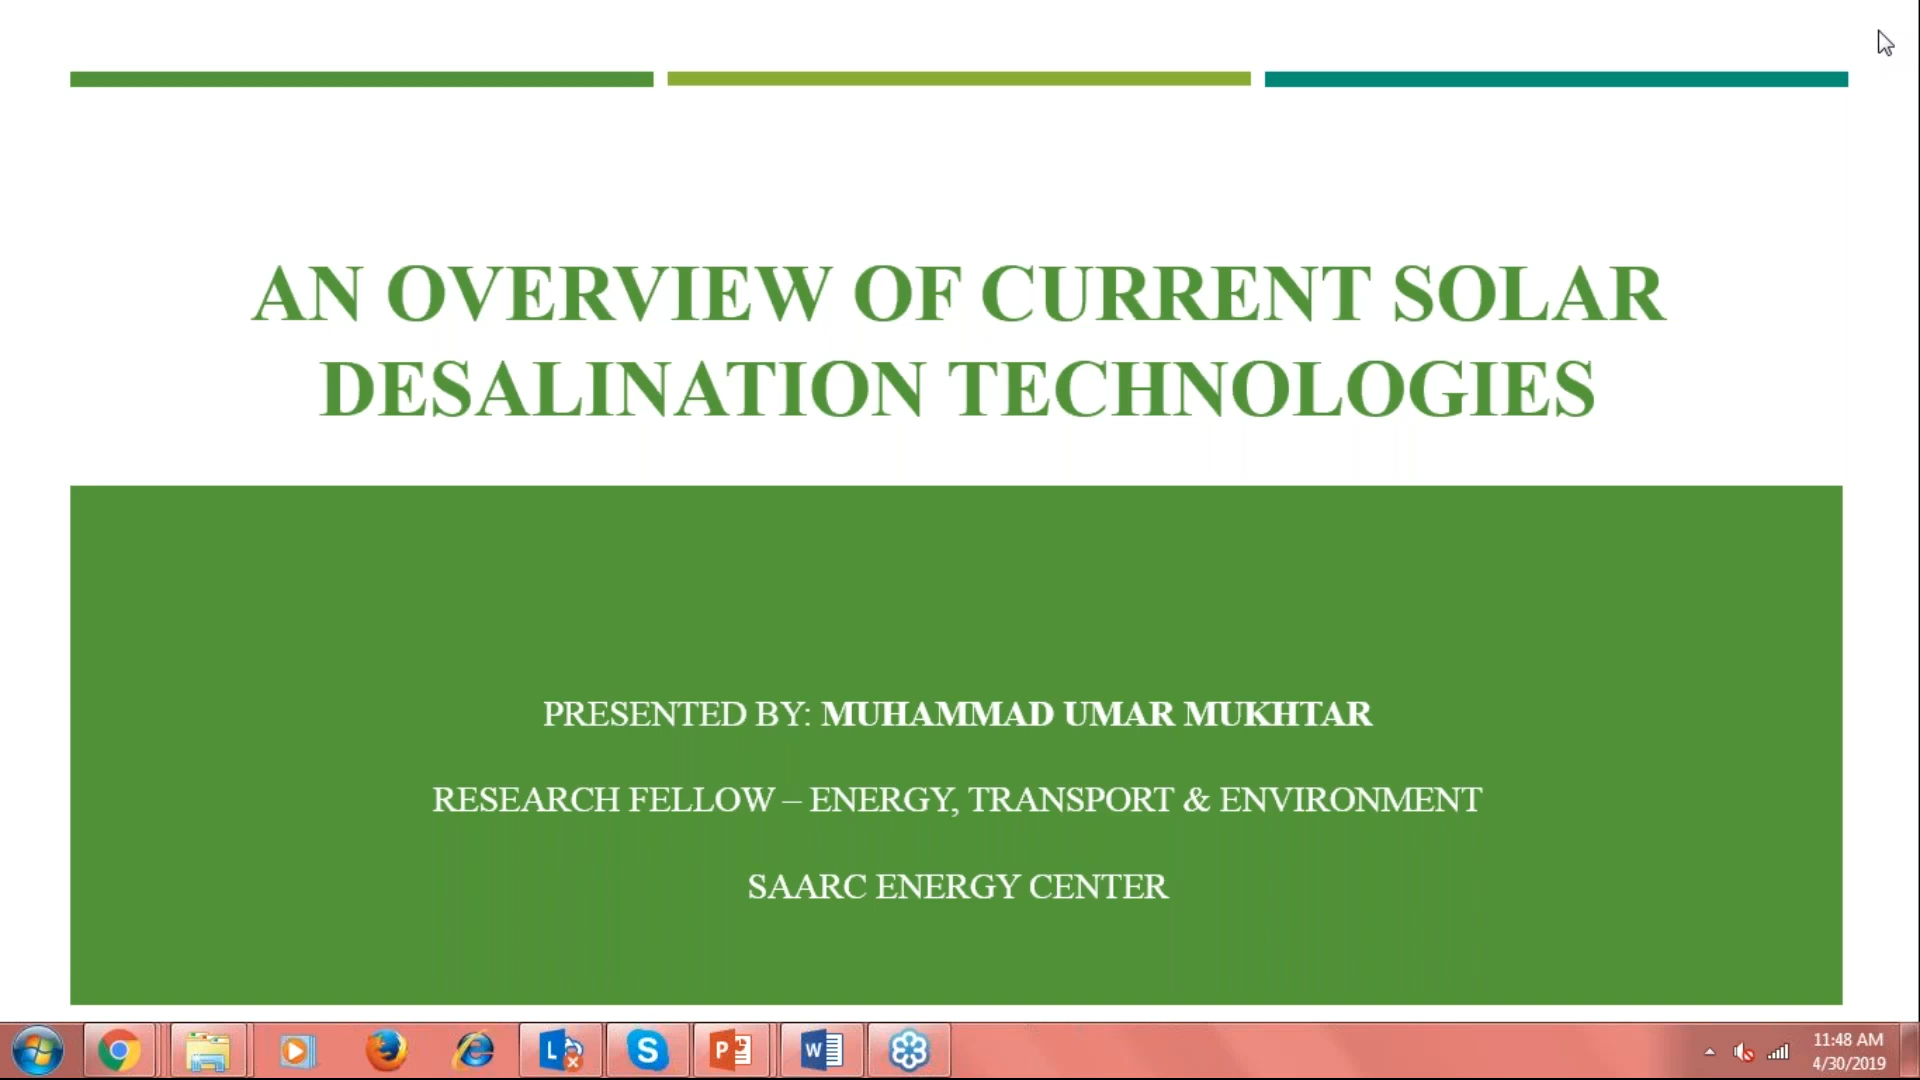 AN OVERVIEW OF CURRENT SOLAR
DESALINATION TECHNOLOGIES
PRESENTED BY: MUHAMMAD UMAR MUKHTAR
RESEARCH FELLOW – ENERGY, TRANSPORT & ENVIRONMENT
SAARC ENERGY CENTER
11:48 AM
4/30/2019